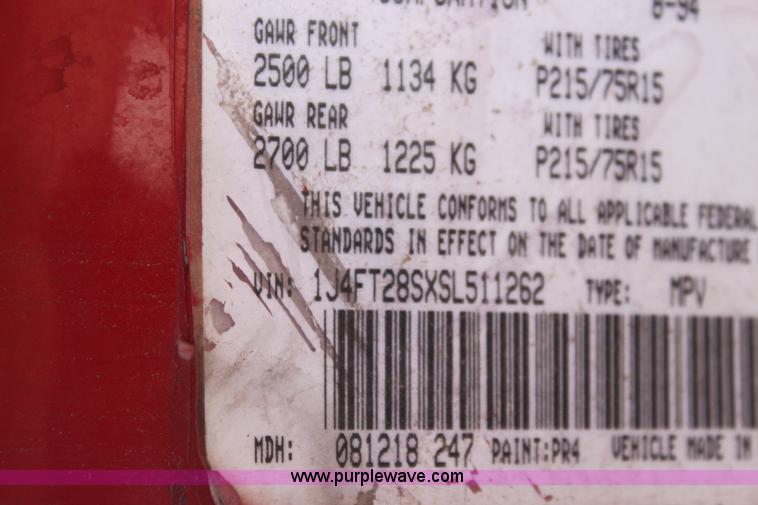 CORPORATION 8-94
GAWR FRONT WITH TIRES
2500 LB 1134 KG P215/75R15
GAWR REAR WITH TIRES
2700 LB 1225 KG P215/75R15
THIS VEHICLE CONFORMS TO ALL APPLICABLE FEDERAL
STANDARDS IN EFFECT ON THE DATE OF MANUFACTURE
VIN: 1J4FT28SXSL511262 TYPE: MPV
MDH: 081218 247 PAINT:PR4 VEHICLE MADE IN
www.purplewave.com